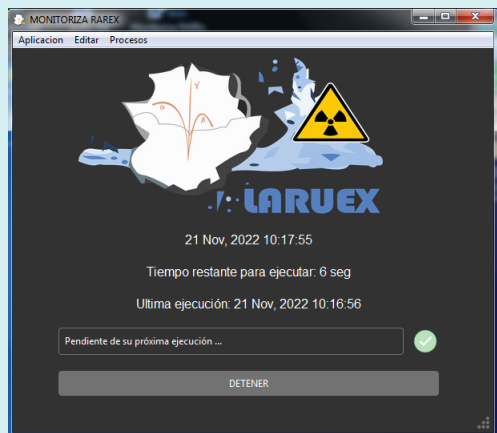 MONITORIZA RAREX
Aplicacion Editar Procesos
α γ β
LARUEX
21 Nov, 2022 10:17:55
Tiempo restante para ejecutar: 6 seg
Ultima ejecución: 21 Nov, 2022 10:16:56
Pendiente de su próxima ejecución ...
DETENER